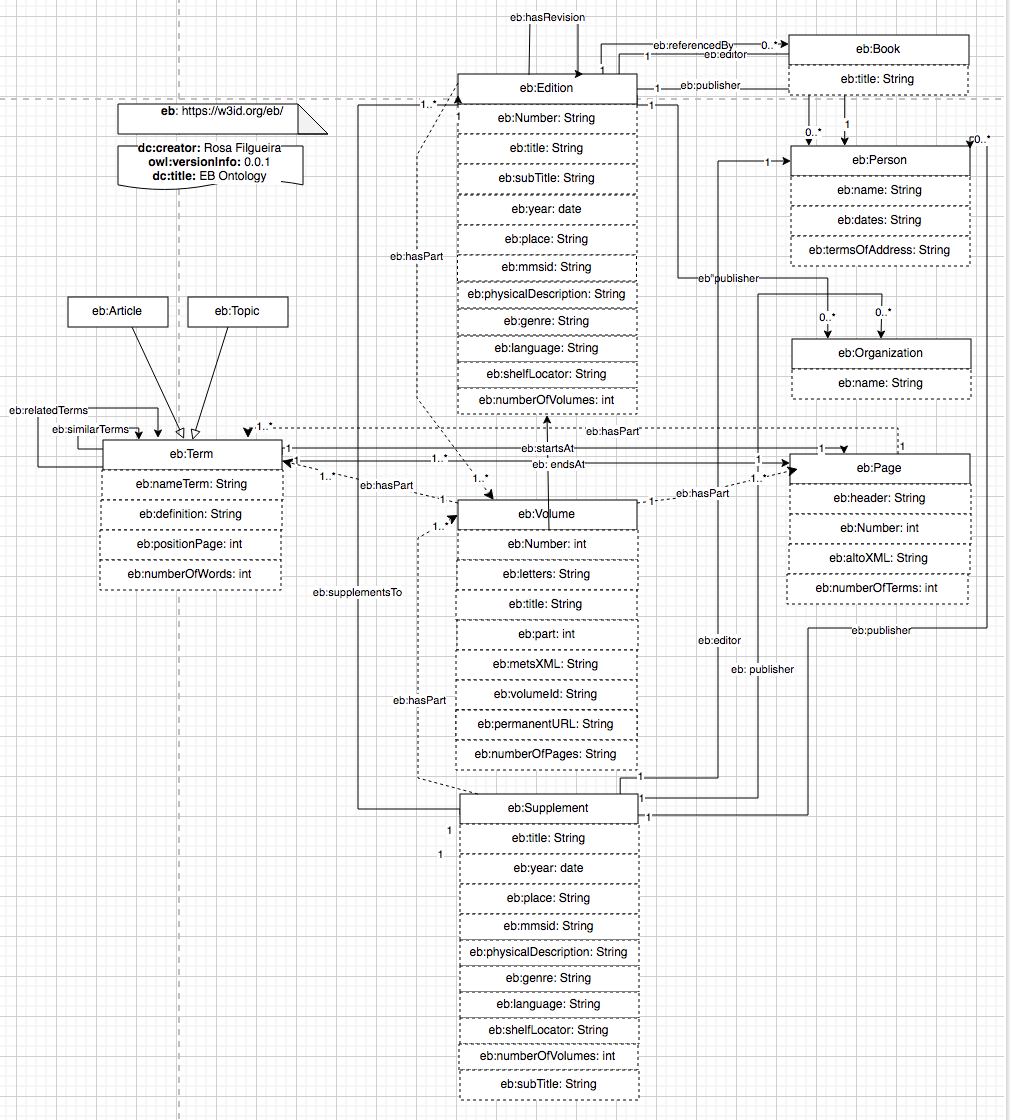 eb:hasRevision
eb:referencedBy
0..*
eb:editor
1
1
eb:Book
eb:title: String
eb: https://w3id.org/eb/
dc:creator: Rosa Filgueira
owl:versionInfo: 0.0.1
dc:title: EB Ontology
1..*
1
eb:Edition
1
eb:publisher
1
eb:Number: String
eb:title: String
eb:subTitle: String
eb:year: date
eb:place: String
eb:mmsid: String
eb:physicalDescription: String
eb:genre: String
eb:language: String
eb:shelfLocator: String
eb:numberOfVolumes: int
0..*
1
0..*
1
eb:Person
eb:name: String
eb:dates: String
eb:termsOfAddress: String
eb:hasPart
eb"publisher
0..*
0..*
eb:Organization
eb:name: String
eb:Article
eb:Topic
eb:relatedTerms
eb:similarTerms
1..*
eb:hasPart
1
eb:Term
eb:nameTerm: String
eb:definition: String
eb:positionPage: int
eb:numberOfWords: int
1
eb:startsAt
1
1
1..*
eb: endsAt
1
1..*
eb:hasPart
1
1
eb:hasPart
1..*
eb:Page
eb:header: String
eb:Number: int
eb:altoXML: String
eb:numberOfTerms: int
1..*
eb:Volume
eb:Number: int
eb:letters: String
eb:title: String
eb:part: int
eb:metsXML: String
eb:volumeId: String
eb:permanentURL: String
eb:numberOfPages: String
eb:supplementsTo
eb:hasPart
eb:editor
eb: publisher
eb:publisher
1
1
1
eb:Supplement
1
1
eb:title: String
eb:year: date
eb:place: String
eb:mmsid: String
eb:physicalDescription: String
eb:genre: String
eb:language: String
eb:shelfLocator: String
eb:numberOfVolumes: int
eb:subTitle: String